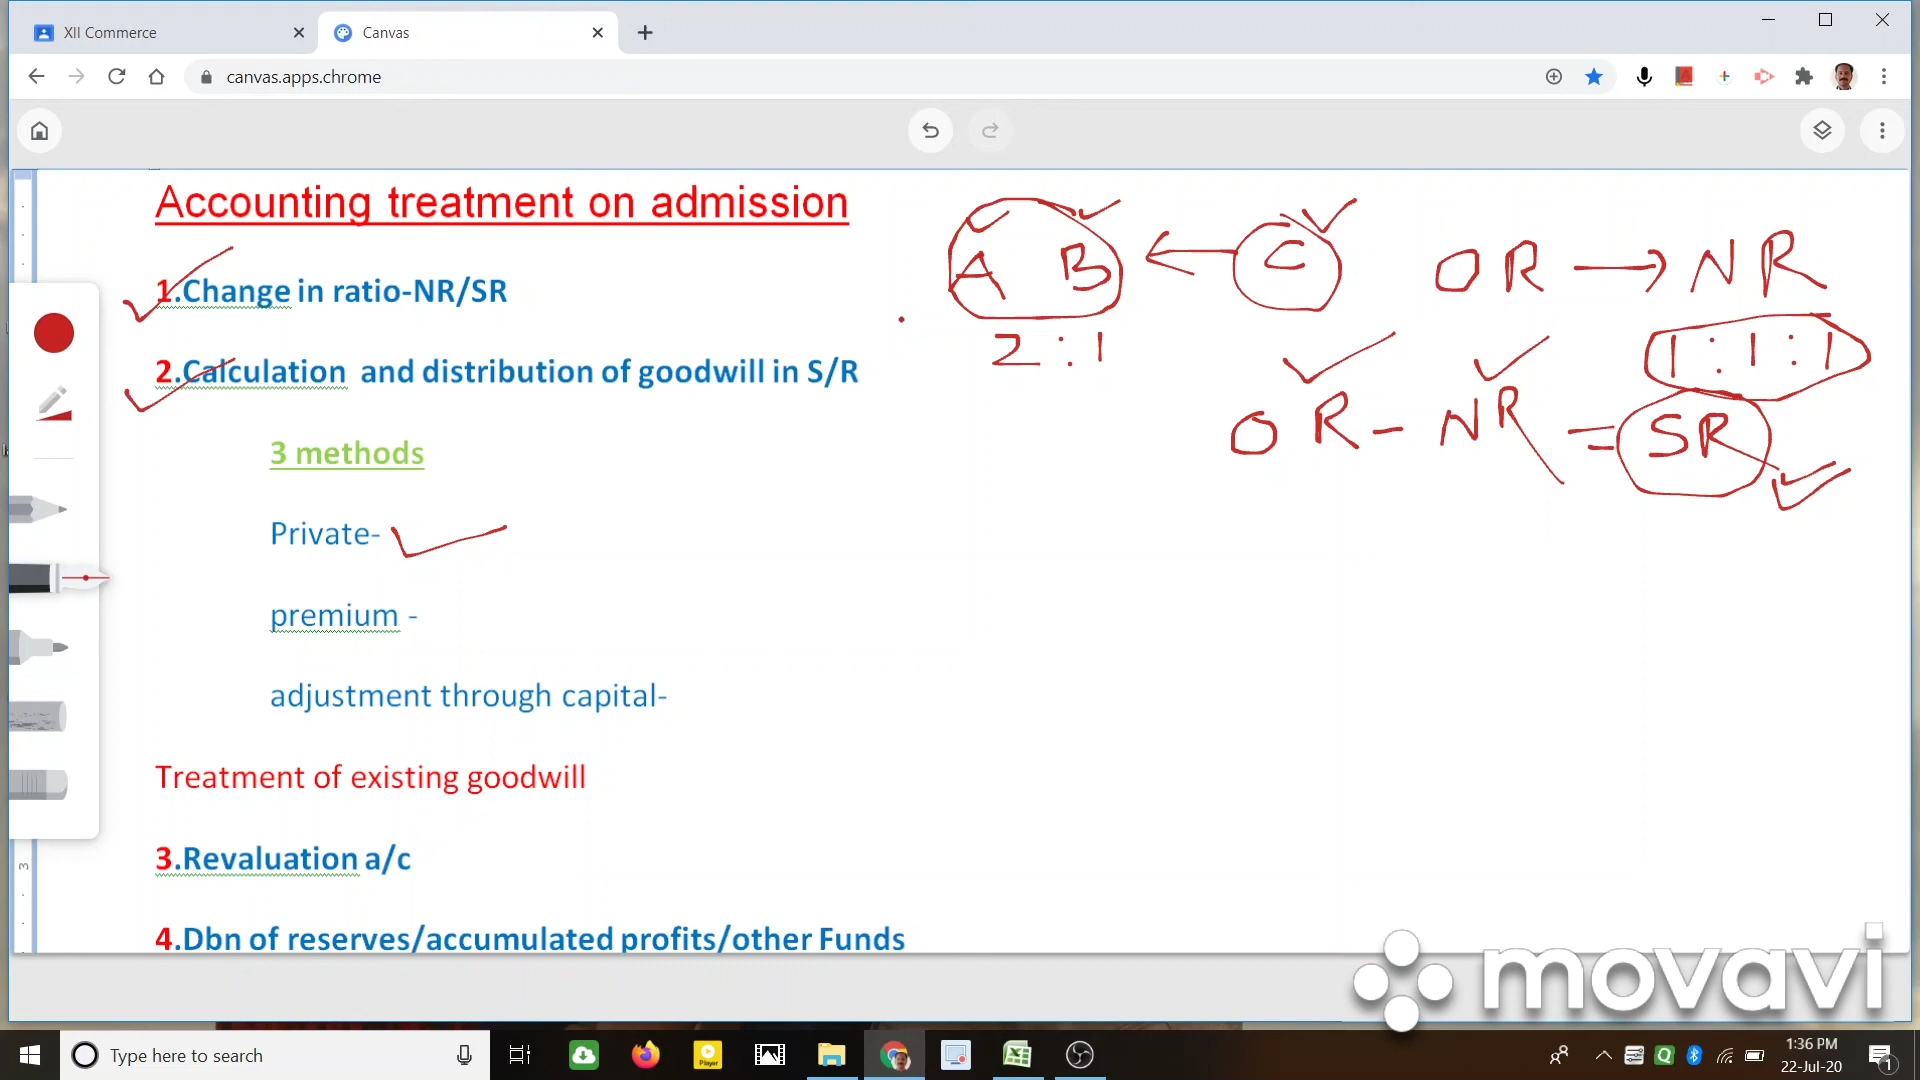 XII Commerce
Canvas
canvas.apps.chrome
Accounting treatment on admission
1.Change in ratio-NR/SR
2.Calculation and distribution of goodwill in S/R
3 methods
Private-
premium -
adjustment through capital-
Treatment of existing goodwill
3.Revaluation a/c
4.Dbn of reserves/accumulated profits/other Funds
A B ← C
2 : 1
OR → NR
1 : 1 : 1
OR - NR = SR
3
movavi
Type here to search
Player
1:36 PM
22-Jul-20
1